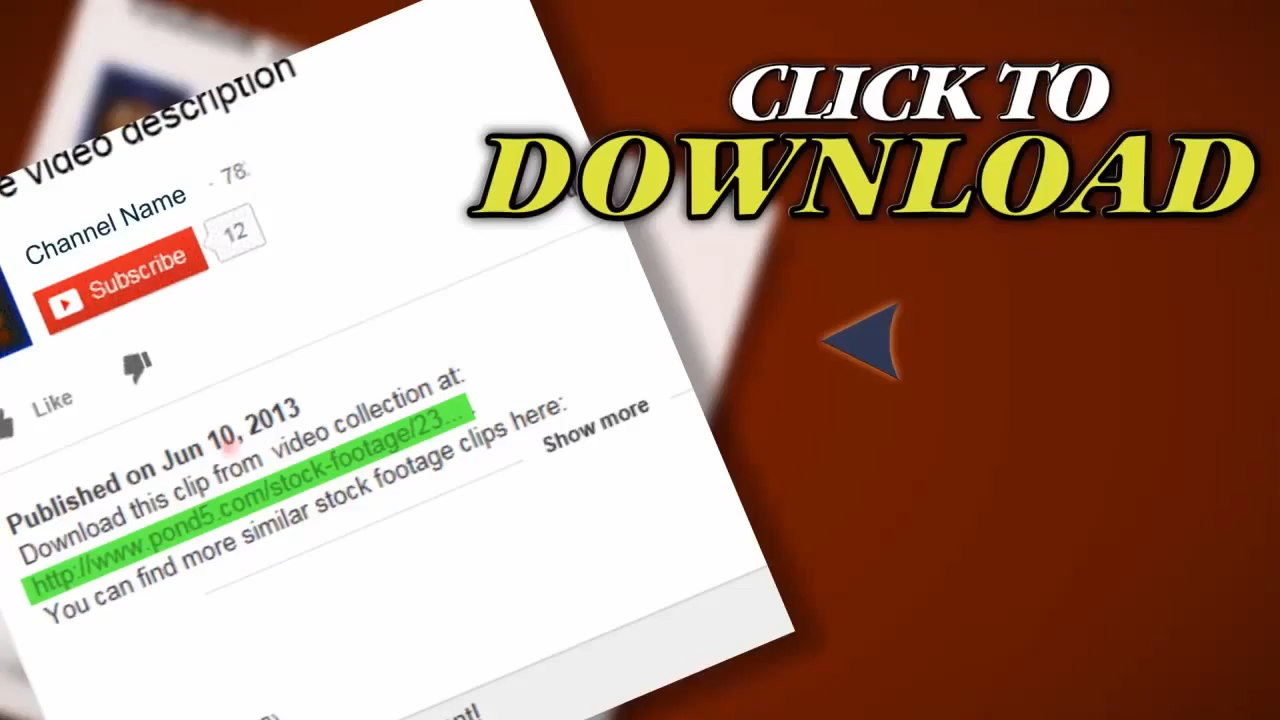 CLICK TO
DOWNLOAD
e video description
Channel Name
78
Subscribe
12
Like
Published on Jun 10, 2013
Download this clip from video collection at:
http://www.pond5.com/stock-footage/23...
You can find more similar stock footage clips here:
Show more